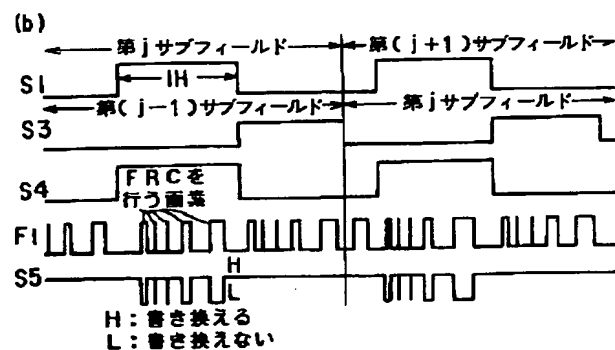 (b)
第jサブフィールド 第(j+1)サブフィールド
S1 1H
第(j-1)サブフィールド 第jサブフィールド
S3
S4 FRCを
行う画素
F1
S5 H
L
H:書き換える
L:書き換えない